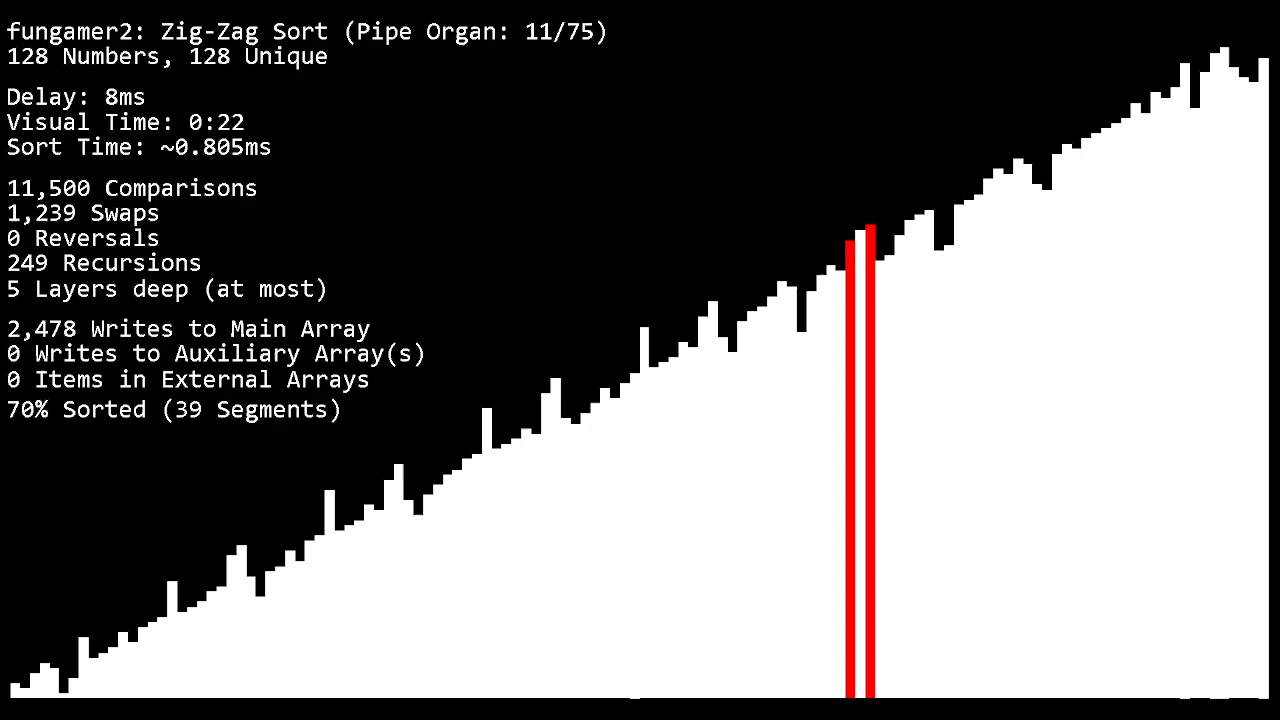 fungamer2: Zig-Zag Sort (Pipe Organ: 11/75)
128 Numbers, 128 Unique
Delay: 8ms
Visual Time: 0:22
Sort Time: ~0.805ms
11,500 Comparisons
1,239 Swaps
0 Reversals
249 Recursions
5 Layers deep (at most)
2,478 Writes to Main Array
0 Writes to Auxiliary Array(s)
0 Items in External Arrays
70% Sorted (39 Segments)